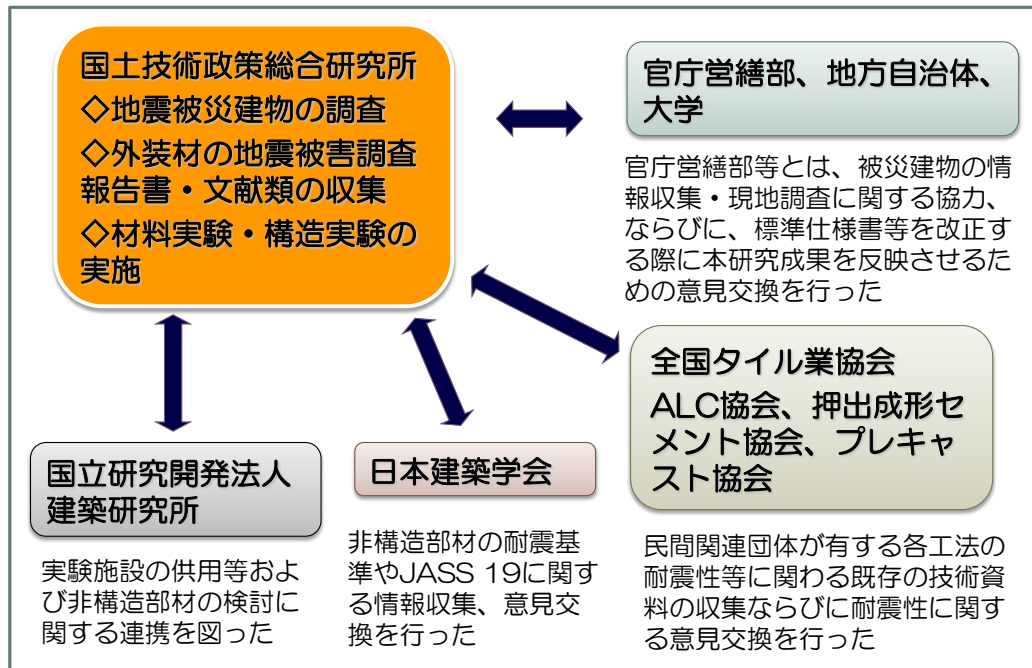 国土技術政策総合研究所
◇地震被災建物の調査
◇外装材の地震被害調査
報告書・文献類の収集
◇材料実験・構造実験の
実施
官庁営繕部、地方自治体、
大学
官庁営繕部等とは、被災建物の情
報収集・現地調査に関する協力、
ならびに、標準仕様書等を改正す
る際に本研究成果を反映させるた
めの意見交換を行った
全国タイル業協会
ALC協会、押出成形セ
メント協会、プレキャ
スト協会
民間関連団体が有する各工法の
耐震性等に関わる既存の技術資
料の収集ならびに耐震性に関す
る意見交換を行った
国立研究開発法人
建築研究所
実験施設の供用等およ
び非構造部材の検討に
関する連携を図った
日本建築学会
非構造部材の耐震基
準やJASS 19に関す
る情報収集、意見交
換を行った